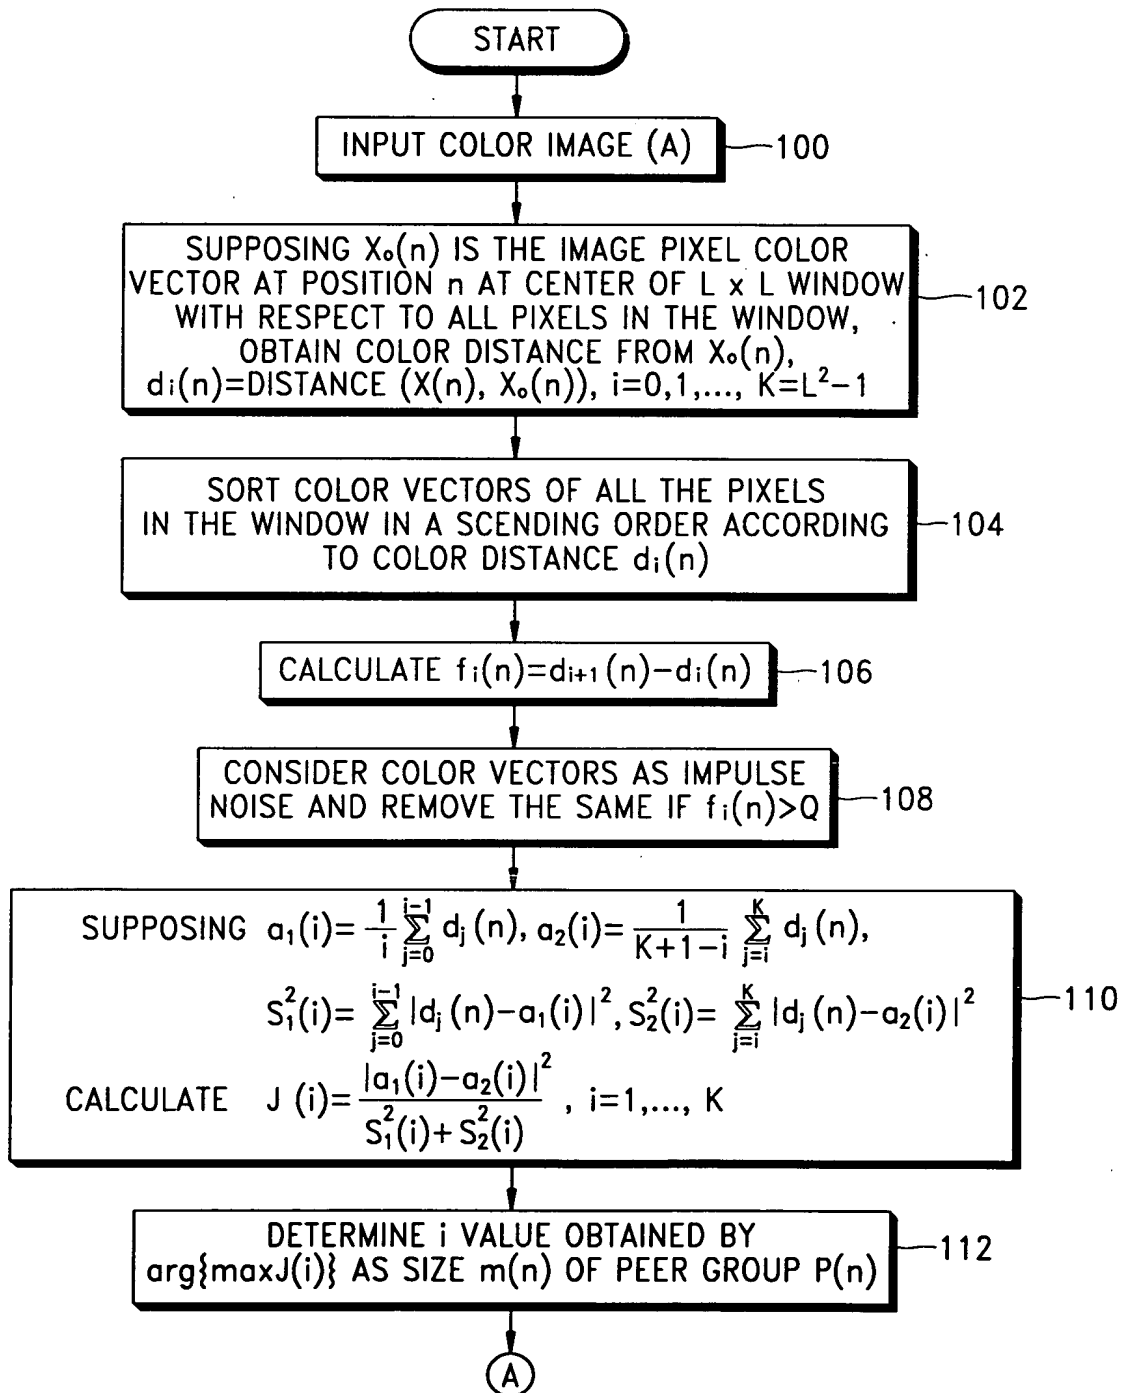 START
INPUT COLOR IMAGE (A)
100
SUPPOSING X₀(n) IS THE IMAGE PIXEL COLOR
VECTOR AT POSITION n AT CENTER OF L x L WINDOW
WITH RESPECT TO ALL PIXELS IN THE WINDOW,
OBTAIN COLOR DISTANCE FROM X₀(n),
dᵢ(n)=DISTANCE (X(n), X₀(n)), i=0,1,..., K=L²−1
102
SORT COLOR VECTORS OF ALL THE PIXELS
IN THE WINDOW IN A SCENDING ORDER ACCORDING
TO COLOR DISTANCE dᵢ(n)
104
CALCULATE fᵢ(n)=dᵢ₊₁(n)−dᵢ(n)
106
CONSIDER COLOR VECTORS AS IMPULSE
NOISE AND REMOVE THE SAME IF fᵢ(n)>Q
108
SUPPOSING a₁(i)= 1/i ∑_{j=0}^{i−1} dⱼ(n), a₂(i)= 1/(K+1−i) ∑_{j=i}^{K} dⱼ(n),
S₁²(i)= ∑_{j=0}^{i−1} |dⱼ(n)−a₁(i)|², S₂²(i)= ∑_{j=i}^{K} |dⱼ(n)−a₂(i)|²
CALCULATE J (i)= |a₁(i)−a₂(i)|² / (S₁²(i)+S₂²(i)) , i=1,..., K
110
DETERMINE i VALUE OBTAINED BY
arg{maxJ(i)} AS SIZE m(n) OF PEER GROUP P(n)
112
A